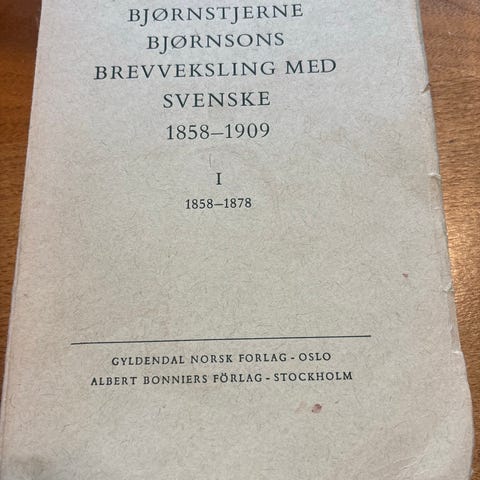 BJØRNSTJERNE
BJØRNSONS
BREVVEKSLING MED
SVENSKE
1858–1909
I
1858–1878
GYLDENDAL NORSK FORLAG - OSLO
ALBERT BONNIERS FÖRLAG - STOCKHOLM